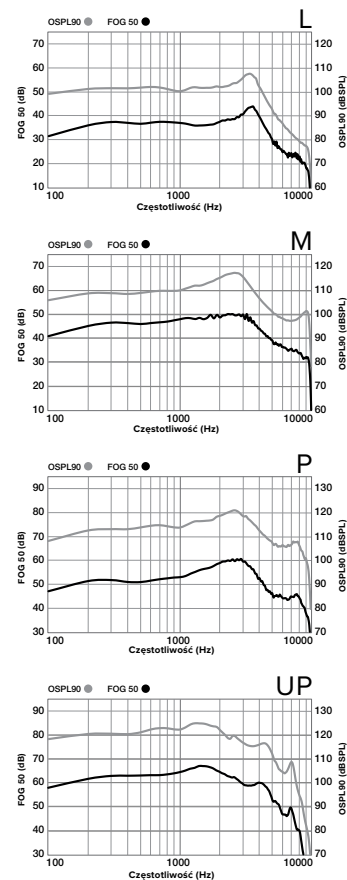 L
OSPL90 FOG 50
70 120
60 110
50 100
40 90
30 80
20 70
10 60
FOG 50 (dB)
OSPL90 (dBSPL)
100 1000 10000
Częstotliwość (Hz)
M
OSPL90 FOG 50
70 120
60 110
50 100
40 90
30 80
20 70
10 60
FOG 50 (dB)
OSPL90 (dBSPL)
100 1000 10000
Częstotliwość (Hz)
P
OSPL90 FOG 50
90 130
80 120
70 110
60 100
50 90
40 80
30 70
FOG 50 (dB)
OSPL90 (dBSPL)
100 1000 10000
Częstotliwość (Hz)
UP
OSPL90 FOG 50
90 130
80 120
70 110
60 100
50 90
40 80
30 70
FOG 50 (dB)
OSPL90 (dBSPL)
100 1000 10000
Częstotliwość (Hz)